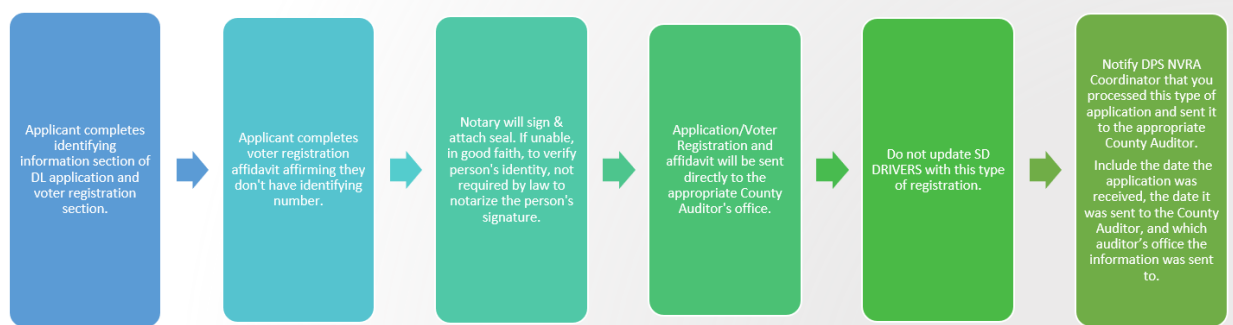 Applicant completes
identifying
information section of
DL application and
voter registration
section.
Applicant completes
voter registration
affidavit affirming they
don't have identifying
number.
Notary will sign &
attach seal. If unable,
in good faith, to verify
person's identity, not
required by law to
notarize the person's
signature.
Application/Voter
Registration and
affidavit will be sent
directly to the
appropriate County
Auditor's office.
Do not update SD
DRIVERS with this
type of registration.
Notify DPS NVRA
Coordinator that you
processed this type of
application and sent it
to the appropriate
County Auditor.
Include the date the
application was
received, the date it
was sent to the County
Auditor, and which
auditor's office the
information was sent
to.